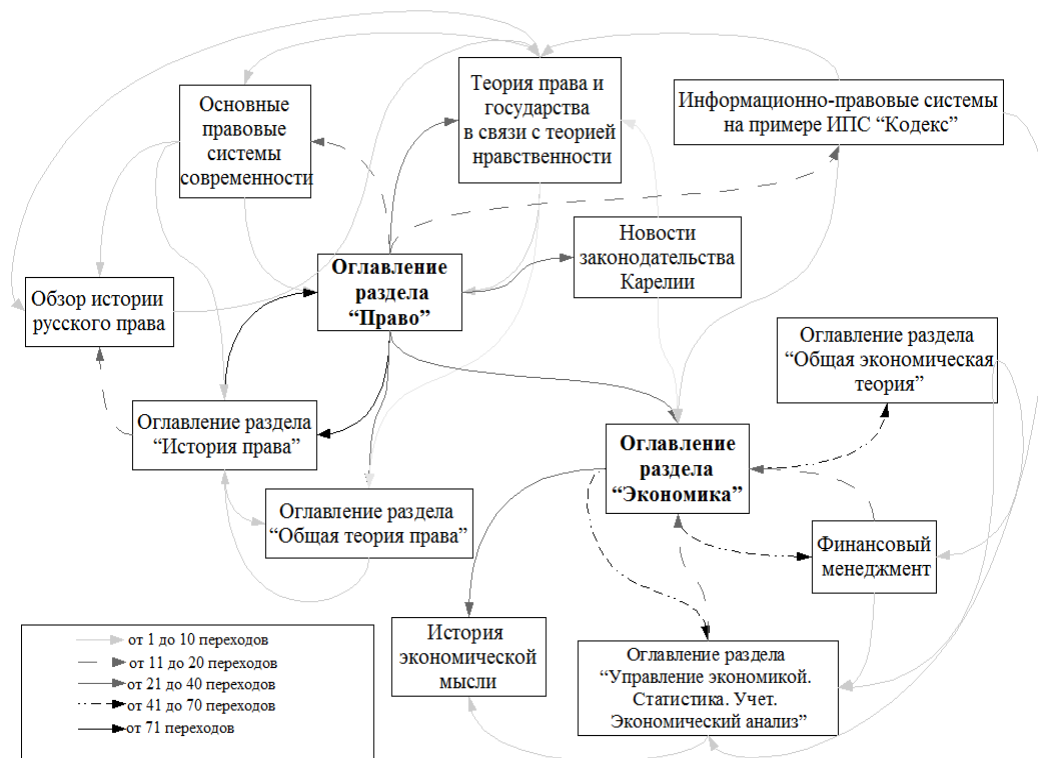 Теория права и
государства
в связи с теорией
нравственности
Основные
правовые
системы
современности
Информационно-правовые системы
на примере ИПС “Кодекс”
Новости
законодательства
Карелии
Оглавление
раздела
“Право”
Обзор истории
русского права
Оглавление раздела
“Общая экономическая
теория”
Оглавление раздела
“История права”
Оглавление
раздела
“Экономика”
Оглавление раздела
“Общая теория права”
Финансовый
менеджмент
История
экономической
мысли
Оглавление раздела
“Управление экономикой.
Статистика. Учет.
Экономический анализ”
от 1 до 10 переходов
от 11 до 20 переходов
от 21 до 40 переходов
от 41 до 70 переходов
от 71 переходов